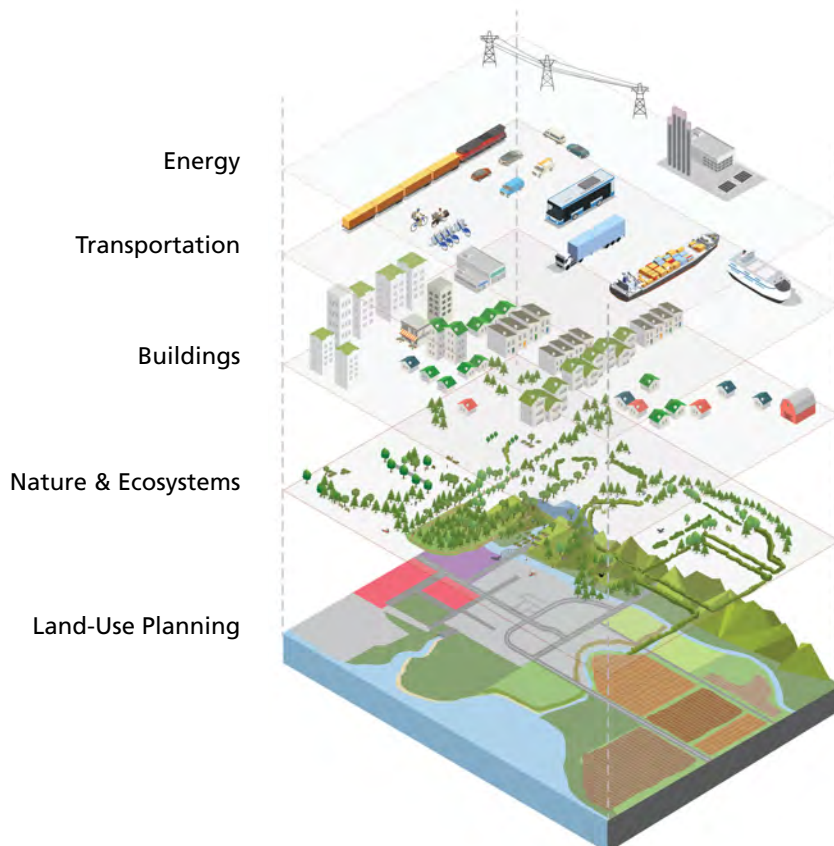 Energy
Transportation
Buildings
Nature & Ecosystems
Land-Use Planning